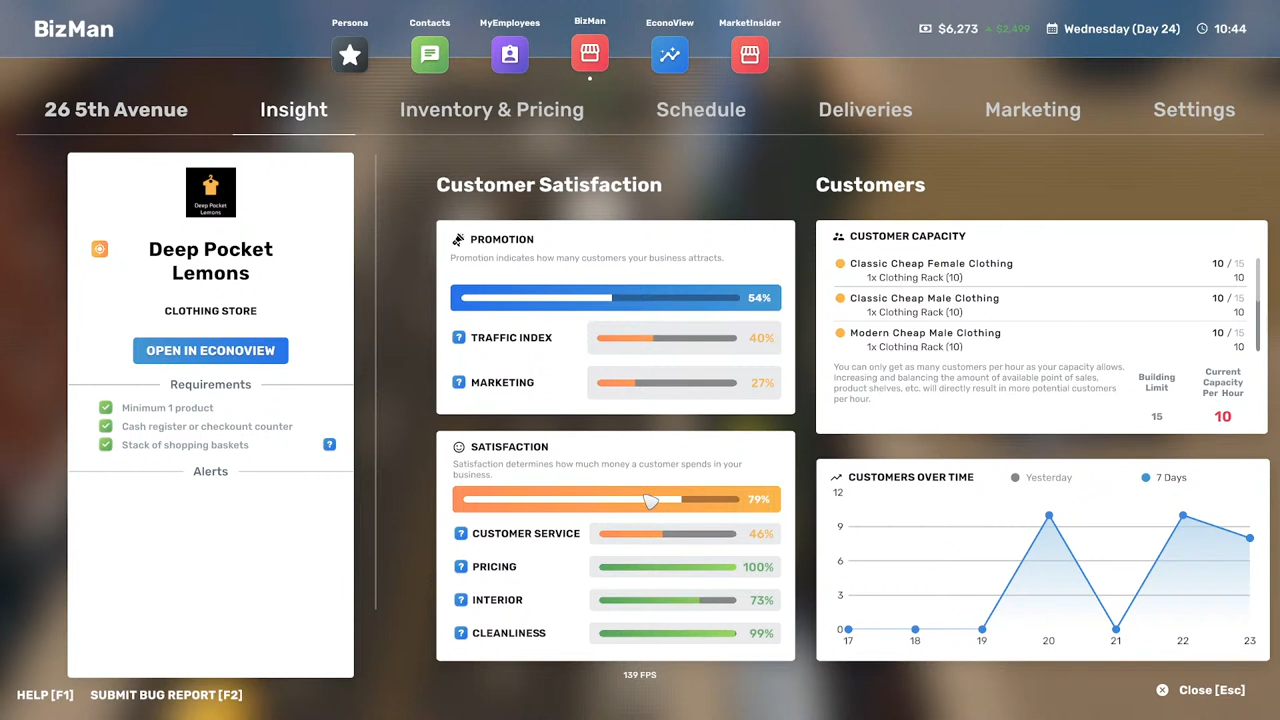 BizMan
Persona
Contacts
MyEmployees
BizMan
EconoView
MarketInsider
$6,273 ▲$2,499
Wednesday (Day 24)
10:44
26 5th Avenue
Insight
Inventory & Pricing
Schedule
Deliveries
Marketing
Settings
Deep Pocket
Lemons
Deep Pocket
Lemons
CLOTHING STORE
OPEN IN ECONOVIEW
Requirements
Minimum 1 product
Cash register or checkount counter
Stack of shopping baskets ?
Alerts
Customer Satisfaction
PROMOTION
Promotion indicates how many customers your business attracts.
54%
? TRAFFIC INDEX 40%
? MARKETING 27%
SATISFACTION
Satisfaction determines how much money a customer spends in your
business.
79%
? CUSTOMER SERVICE 46%
? PRICING 100%
? INTERIOR 73%
? CLEANLINESS 99%
Customers
CUSTOMER CAPACITY
Classic Cheap Female Clothing 10 / 15
1x Clothing Rack (10) 10
Classic Cheap Male Clothing 10 / 15
1x Clothing Rack (10) 10
Modern Cheap Male Clothing 10 / 15
1x Clothing Rack (10) 10
You can only get as many customers per hour as your capacity allows.
Increasing and balancing the amount of available point of sales,
product shelves, etc. will directly result in more potential customers
per hour.
Building
Limit
15
Current
Capacity
Per Hour
10
CUSTOMERS OVER TIME
Yesterday
7 Days
12
9
6
3
0
17 18 19 20 21 22 23
139 FPS
HELP [F1]
SUBMIT BUG REPORT [F2]
Close [Esc]